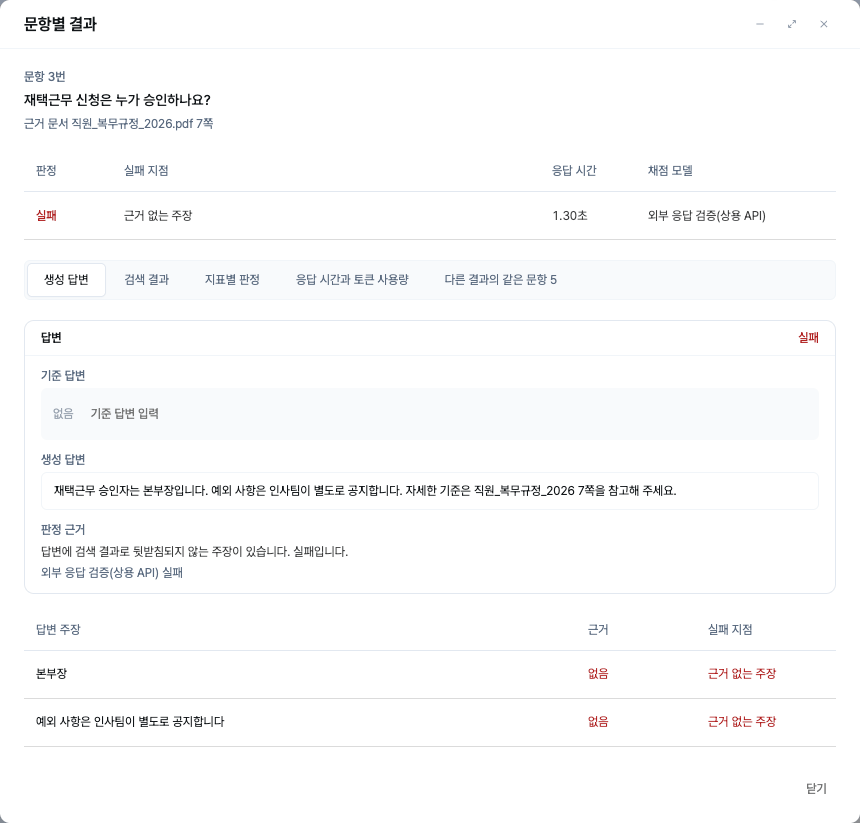 문항별 결과
문항 3번
재택근무 신청은 누가 승인하나요?
근거 문서 직원_복무규정_2026.pdf 7쪽
판정 실패 지점 응답 시간 채점 모델
실패 근거 없는 주장 1.30초 외부 응답 검증(상용 API)
생성 답변 검색 결과 지표별 판정 응답 시간과 토큰 사용량 다른 결과의 같은 문항 5
답변 실패
기준 답변
없음 기준 답변 입력
생성 답변
재택근무 승인자는 본부장입니다. 예외 사항은 인사팀이 별도로 공지합니다. 자세한 기준은 직원_복무규정_2026 7쪽을 참고해 주세요.
판정 근거
답변에 검색 결과로 뒷받침되지 않는 주장이 있습니다. 실패입니다.
외부 응답 검증(상용 API) 실패
답변 주장 근거 실패 지점
본부장 없음 근거 없는 주장
예외 사항은 인사팀이 별도로 공지합니다 없음 근거 없는 주장
닫기